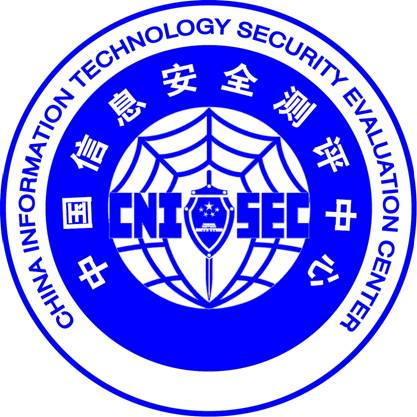 CHINA INFORMATION TECHNOLOGY SECURITY EVALUATION CENTER
中国信息安全测评中心
CNI SEC